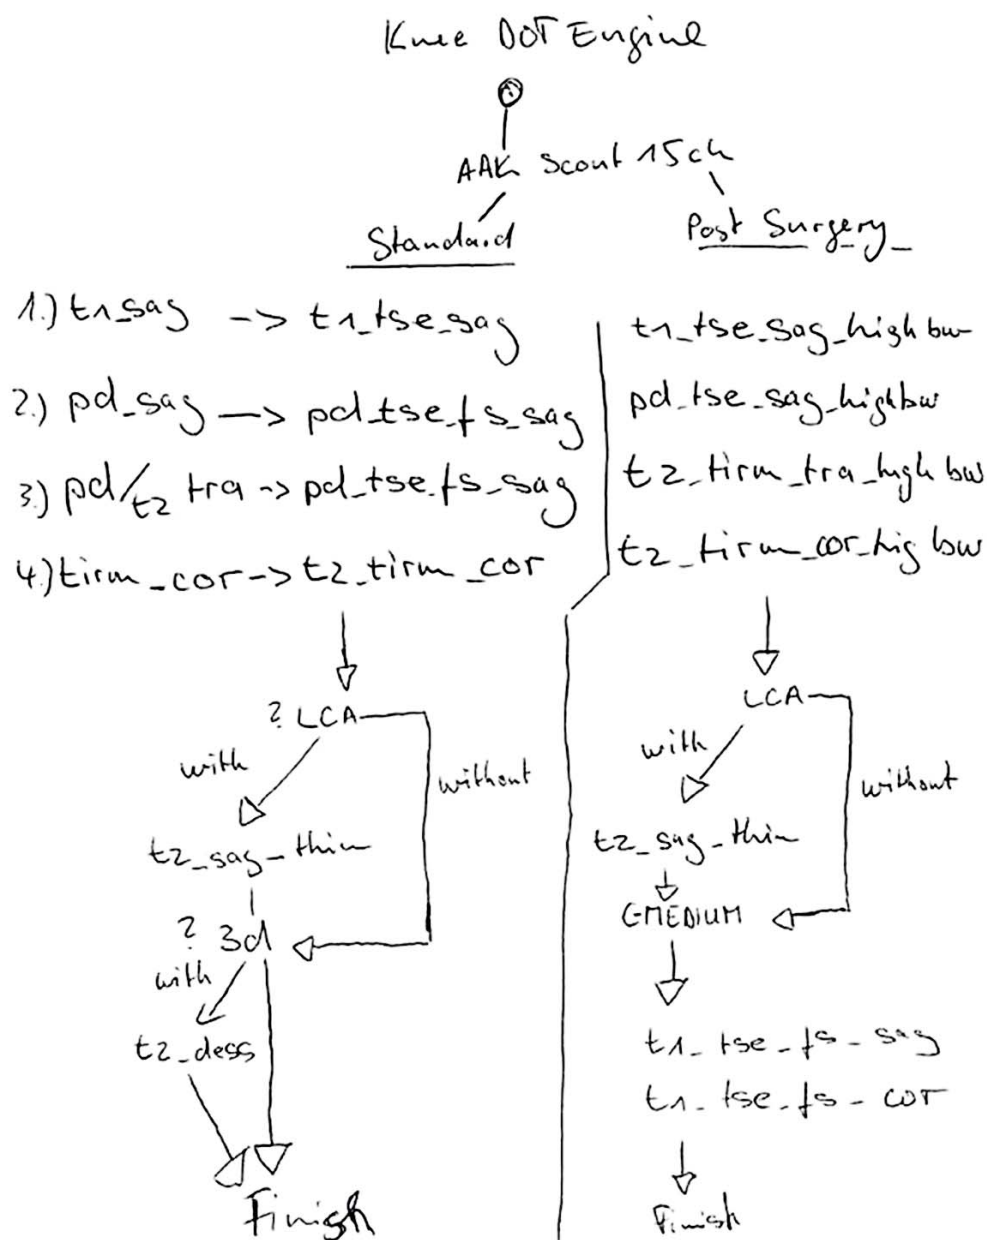 Knee DOT Engine
AAK Scout 15ch
Standard
1.) t1_sag -> t1_tse_sag
2.) pd_sag -> pd_tse_fs_sag
3.) pd/t2 tra -> pd_tse_fs_sag
4.) tirm_cor -> t2_tirm_cor
? LCA
with
without
t2_sag_thin
? 3d
with
t2_dess
Finish
Post Surgery
t1_tse_sag_high bw
pd_tse_sag_highbw
t2_tirm_tra_high bw
t2_tirm_cor_hig bw
LCA
with
without
t2_sag_thin
CMEDIUM
t1_tse_fs_sag
t1_tse_fs_cor
Finish